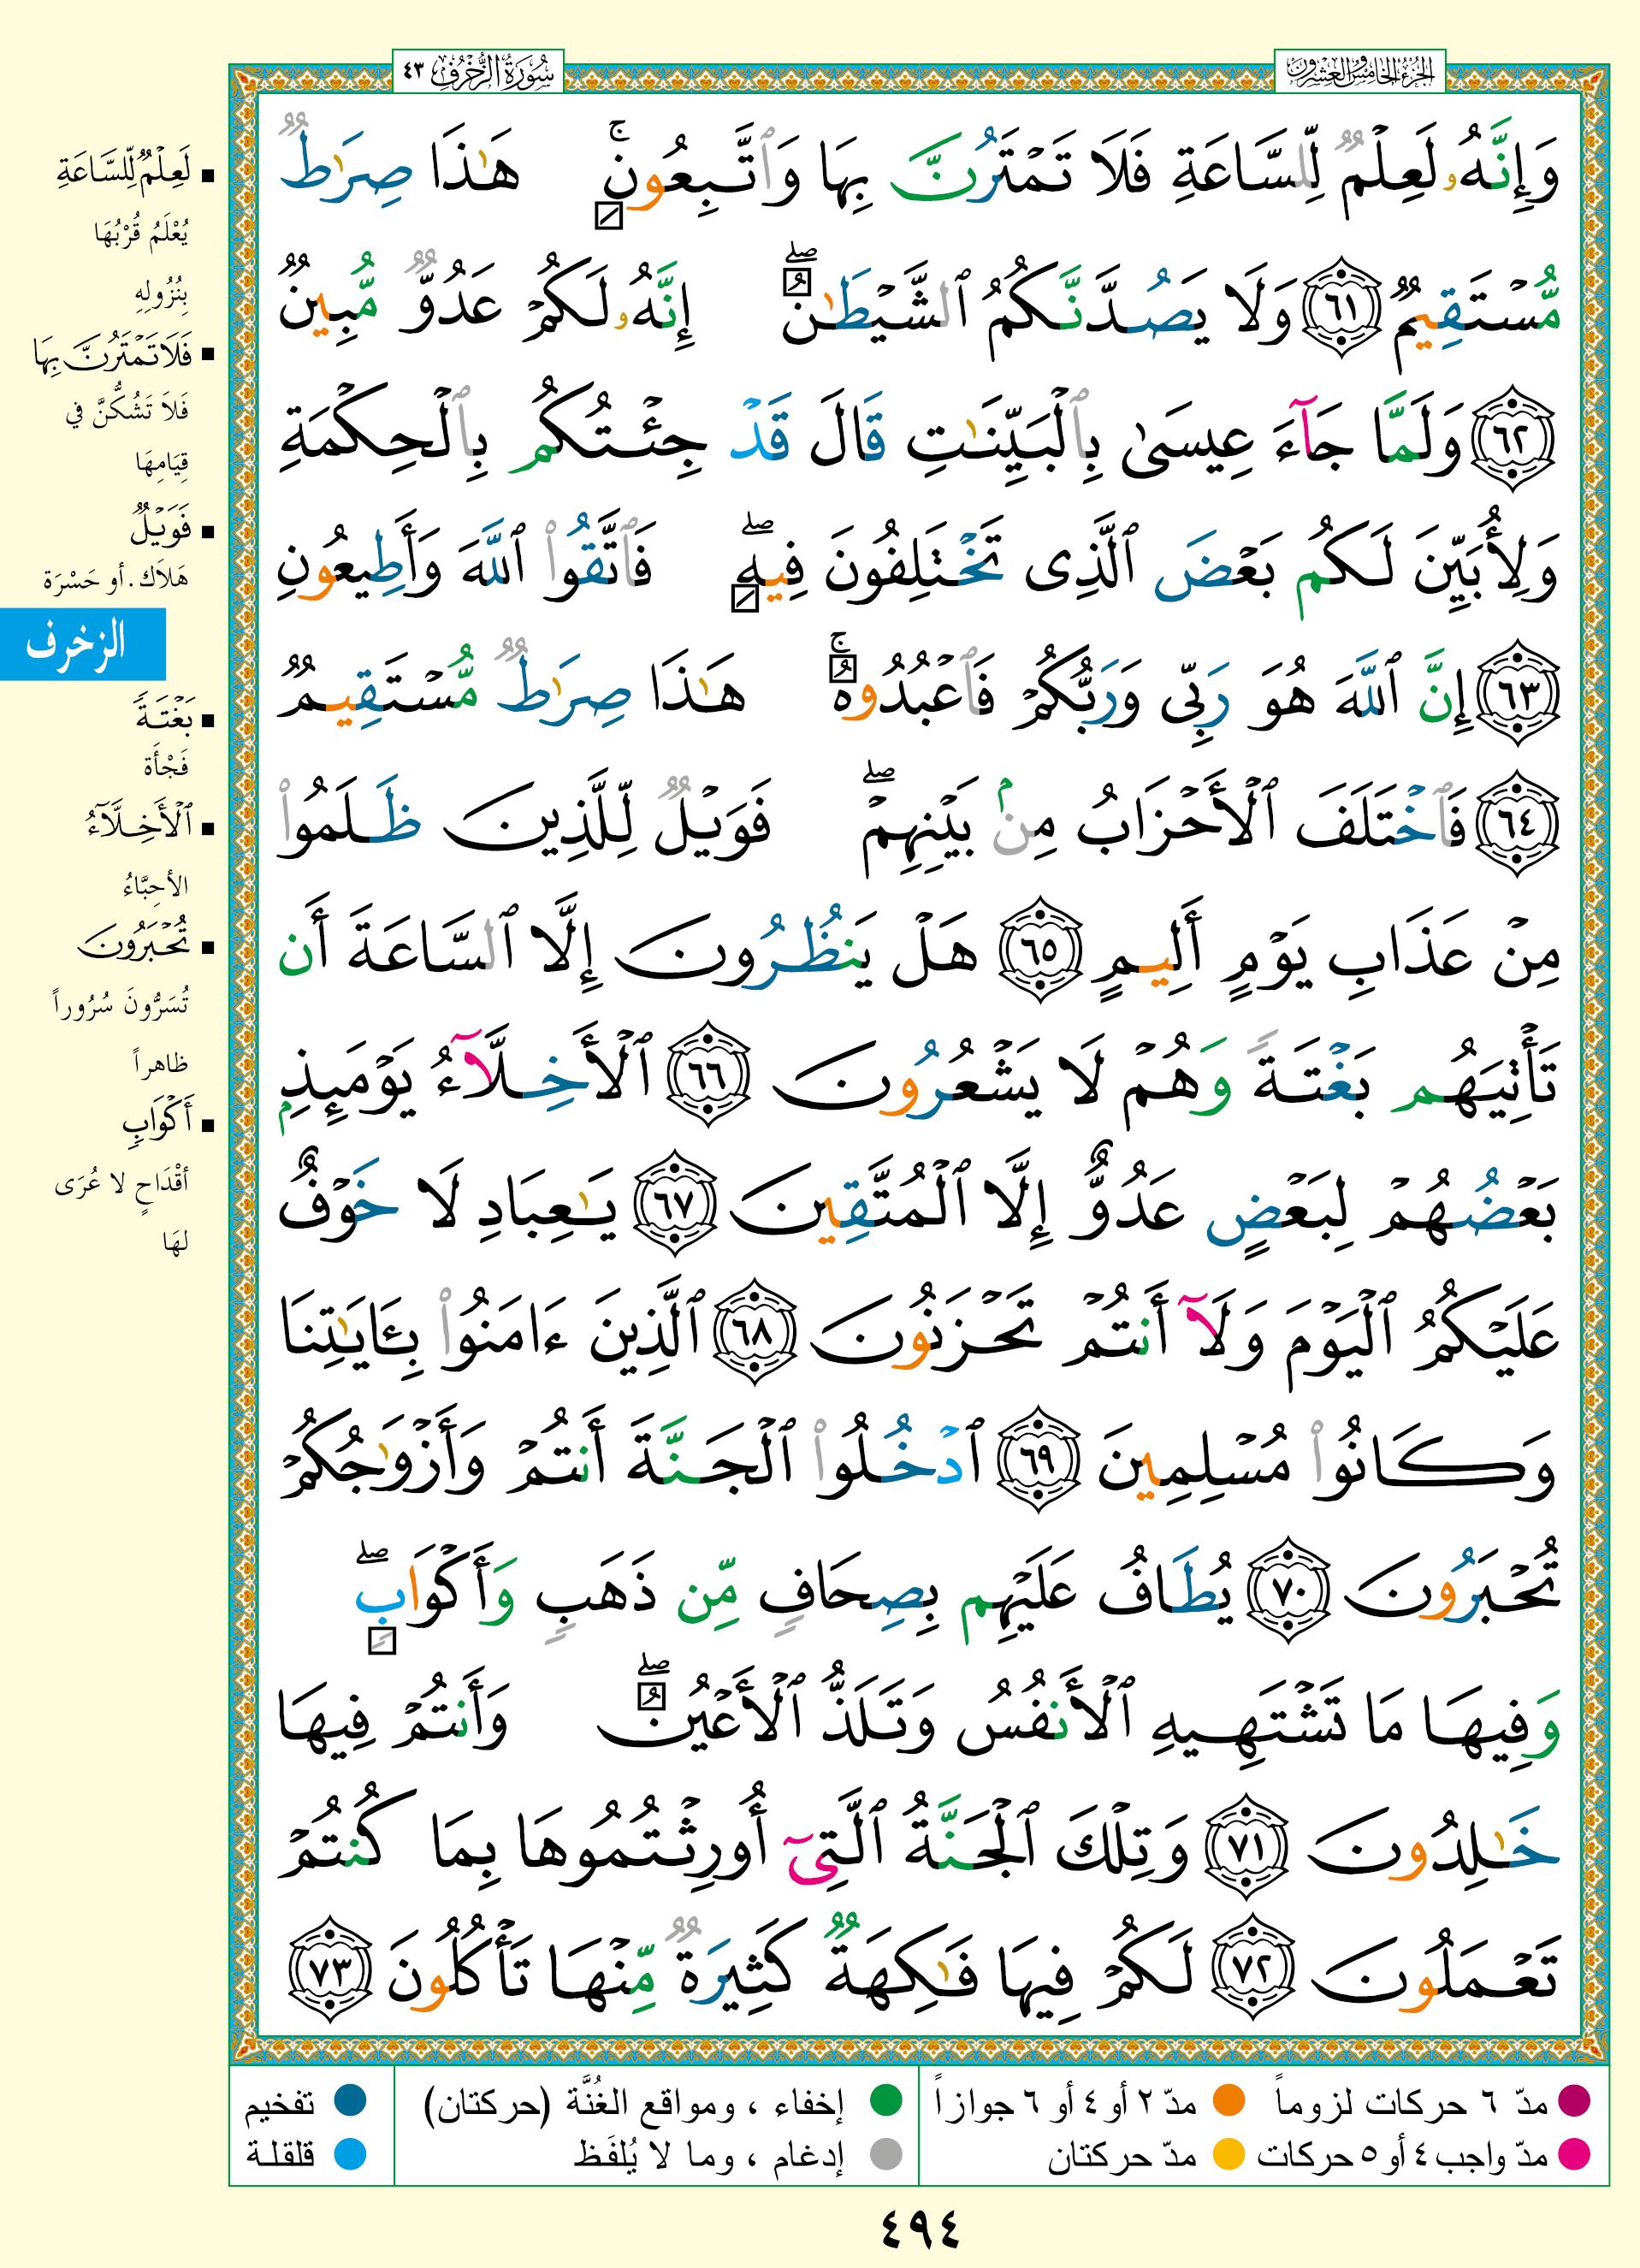 الجزء الخامس والعشرون
سورة الزخرف ٤٣
وَإِنَّهُۥ لَعِلْمٌ لِّلسَّاعَةِ فَلَا تَمْتَرُنَّ بِهَا وَٱتَّبِعُونِ ۚ هَٰذَا صِرَٰطٌ
مُّسْتَقِيمٌ ٦١ وَلَا يَصُدَّنَّكُمُ ٱلشَّيْطَٰنُ ۖ إِنَّهُۥ لَكُمْ عَدُوٌّ مُّبِينٌ
٦٢ وَلَمَّا جَآءَ عِيسَىٰ بِٱلْبَيِّنَٰتِ قَالَ قَدْ جِئْتُكُم بِٱلْحِكْمَةِ
وَلِأُبَيِّنَ لَكُم بَعْضَ ٱلَّذِى تَخْتَلِفُونَ فِيهِ ۖ فَٱتَّقُوا۟ ٱللَّهَ وَأَطِيعُونِ
٦٣ إِنَّ ٱللَّهَ هُوَ رَبِّى وَرَبُّكُمْ فَٱعْبُدُوهُ ۚ هَٰذَا صِرَٰطٌ مُّسْتَقِيمٌ
٦٤ فَٱخْتَلَفَ ٱلْأَحْزَابُ مِنۢ بَيْنِهِمْ ۖ فَوَيْلٌ لِّلَّذِينَ ظَلَمُوا۟
مِنْ عَذَابِ يَوْمٍ أَلِيمٍ ٦٥ هَلْ يَنظُرُونَ إِلَّا ٱلسَّاعَةَ أَن
تَأْتِيَهُم بَغْتَةً وَهُمْ لَا يَشْعُرُونَ ٦٦ ٱلْأَخِلَّآءُ يَوْمَئِذٍۭ
بَعْضُهُمْ لِبَعْضٍ عَدُوٌّ إِلَّا ٱلْمُتَّقِينَ ٦٧ يَٰعِبَادِ لَا خَوْفٌ
عَلَيْكُمُ ٱلْيَوْمَ وَلَآ أَنتُمْ تَحْزَنُونَ ٦٨ ٱلَّذِينَ ءَامَنُوا۟ بِـَٔايَٰتِنَا
وَكَانُوا۟ مُسْلِمِينَ ٦٩ ٱدْخُلُوا۟ ٱلْجَنَّةَ أَنتُمْ وَأَزْوَٰجُكُمْ
تُحْبَرُونَ ٧٠ يُطَافُ عَلَيْهِم بِصِحَافٍ مِّن ذَهَبٍ وَأَكْوَابٍ ۖ
وَفِيهَا مَا تَشْتَهِيهِ ٱلْأَنفُسُ وَتَلَذُّ ٱلْأَعْيُنُ ۖ وَأَنتُمْ فِيهَا
خَٰلِدُونَ ٧١ وَتِلْكَ ٱلْجَنَّةُ ٱلَّتِىٓ أُورِثْتُمُوهَا بِمَا كُنتُمْ
تَعْمَلُونَ ٧٢ لَكُمْ فِيهَا فَٰكِهَةٌ كَثِيرَةٌ مِّنْهَا تَأْكُلُونَ ٧٣
لَعِلْمٌ لِّلسَّاعَةِ
يُعْلَمُ قُرْبُهَا
بِنُزُولِهِ
فَلَا تَمْتَرُنَّ بِهَا
فَلاَ تَشُكُّنَّ في
قِيَامِهَا
فَوَيْلٌ
هَلاَك. أو حَسْرَة
الزخرف
بَغْتَةً
فَجْأَة
ٱلْأَخِلَّآءُ
الأحِبَّاءُ
تُحْبَرُونَ
تُسَرُّونَ سُرُوراً
ظاهراً
أَكْوَابٍ
أقْدَاحٍ لا عُرَى
لهَا
مدّ ٦ حركات لزوماً
مدّ ٢ أو ٤ أو ٦ جوازاً
إخفاء ، ومواقع الغُنَّة (حركتان)
تفخيم
مدّ واجب ٤ أو ٥ حركات
مدّ حركتان
إدغام ، وما لا يُلفَظ
قلقلة
٤٩٤